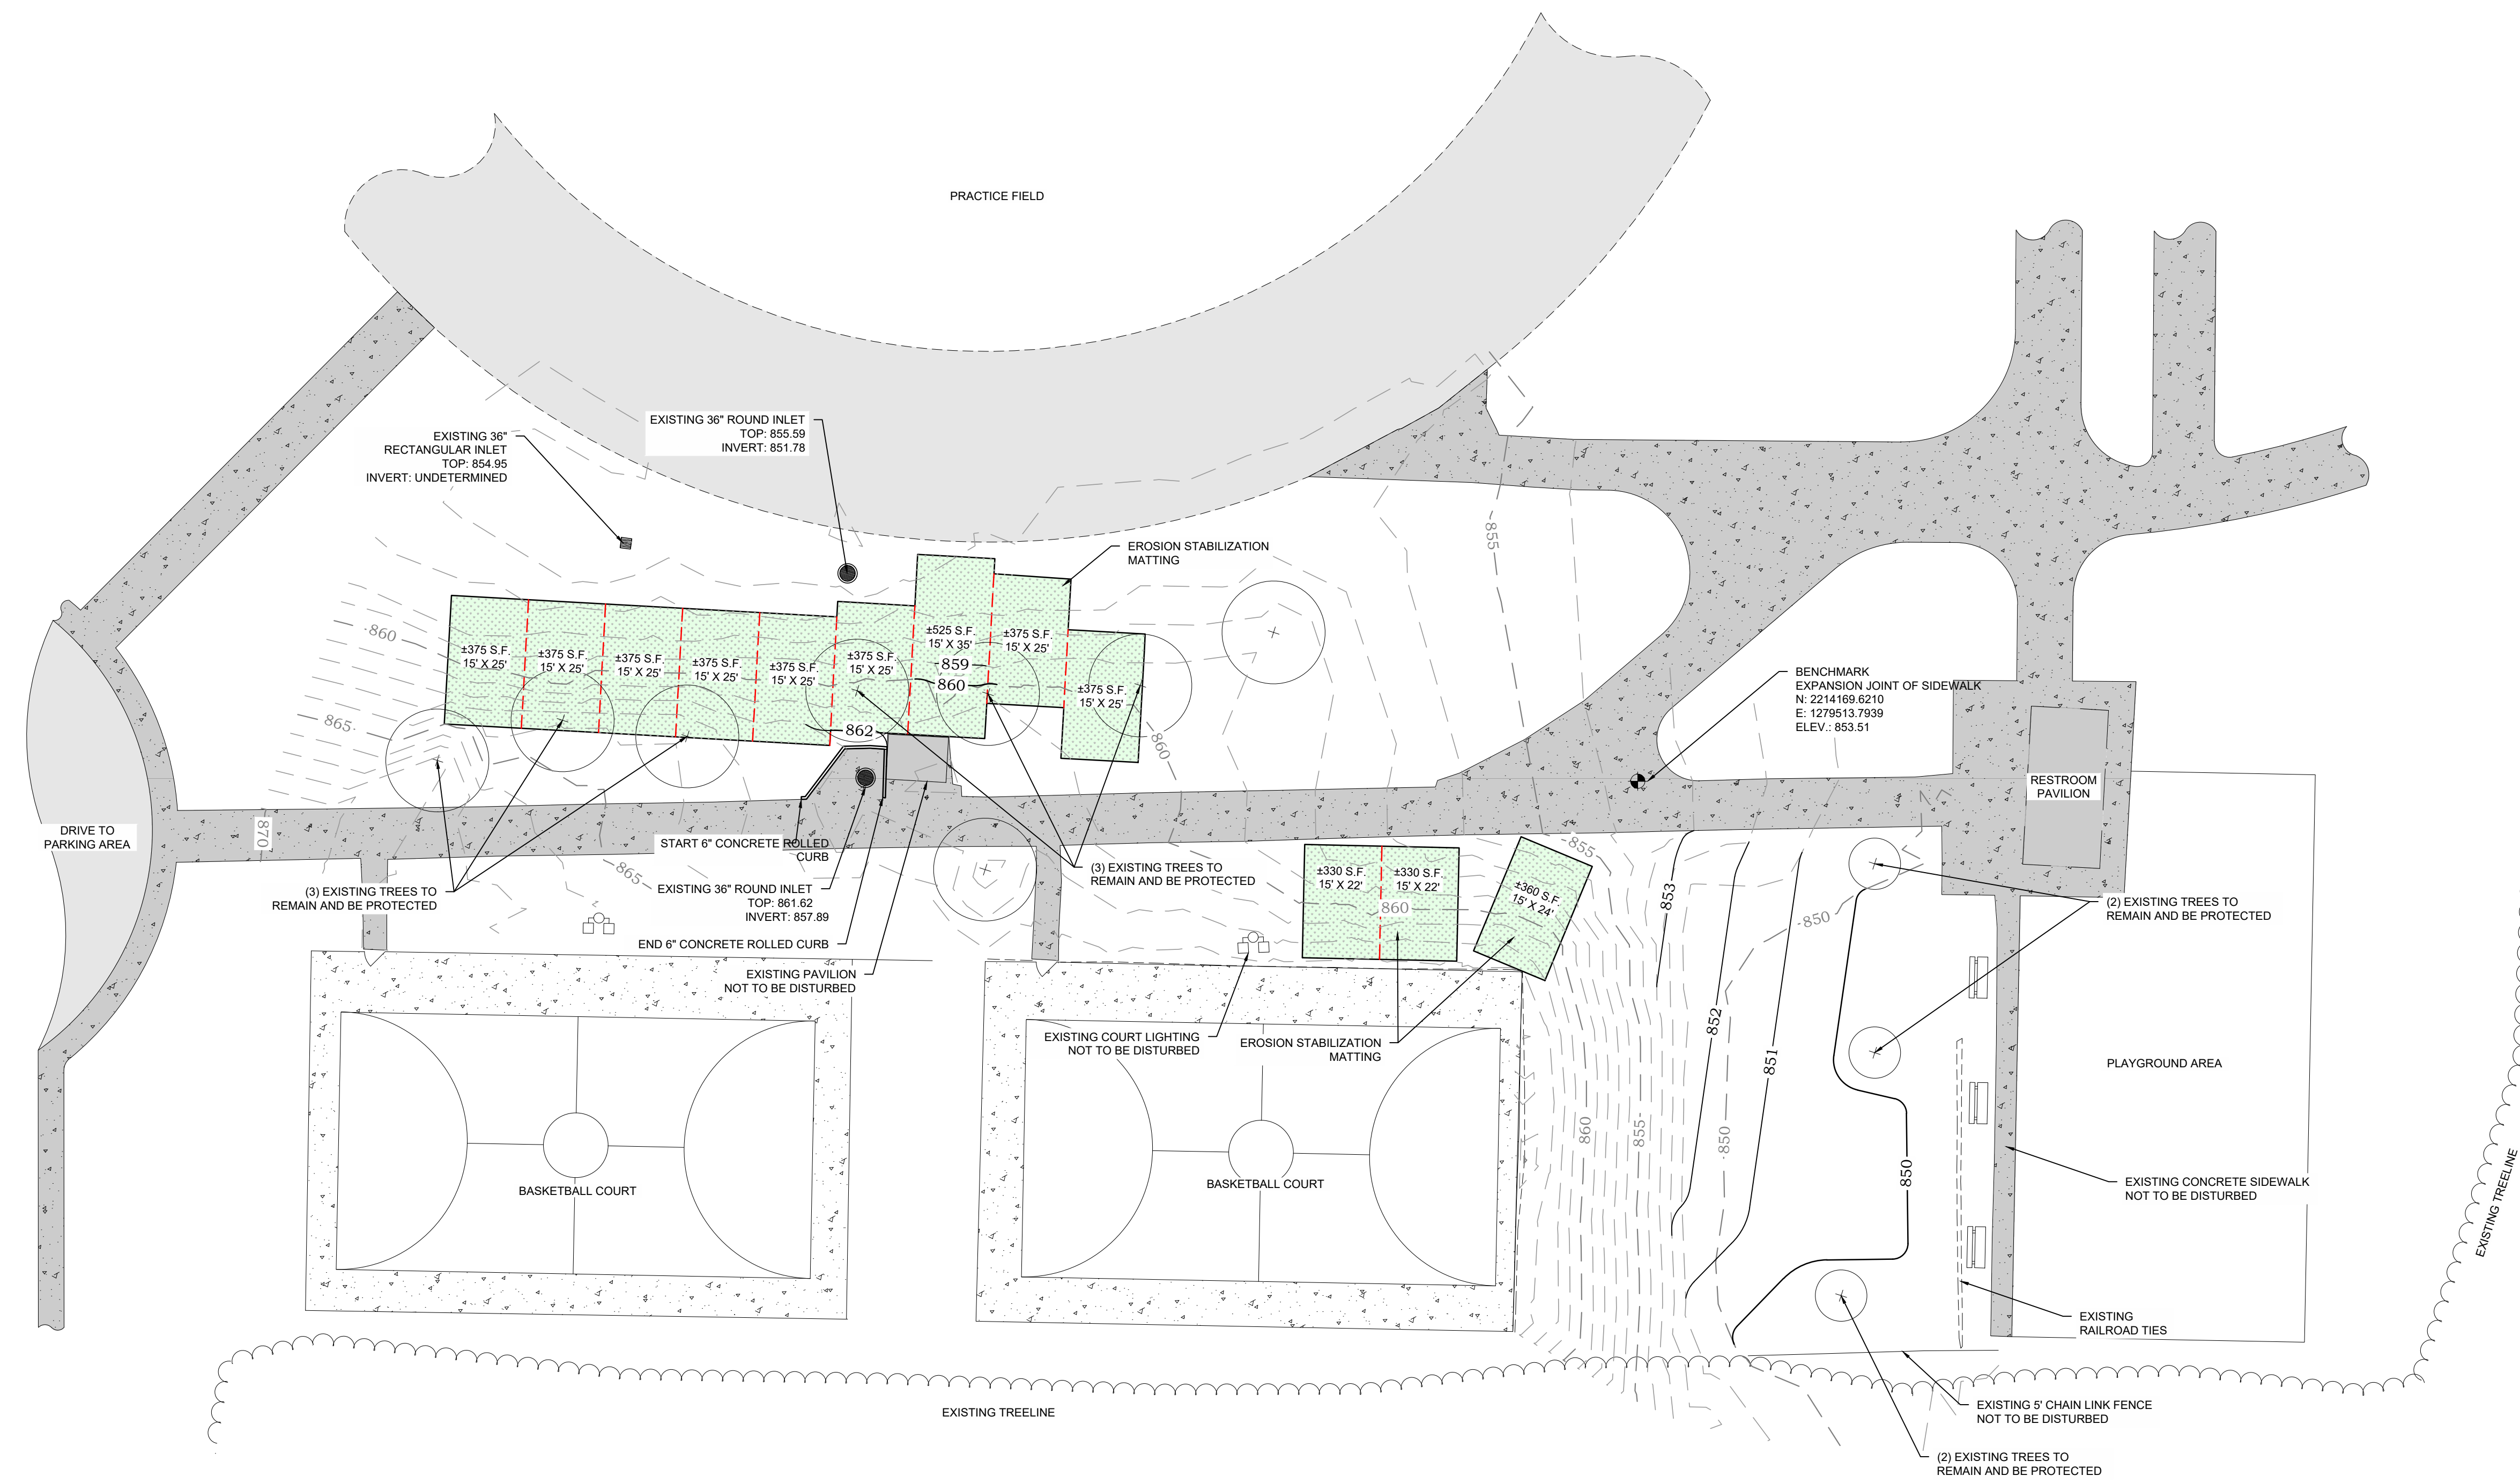 PRACTICE FIELD
EXISTING 36" ROUND INLET
TOP: 855.59
INVERT: 851.78
EXISTING 36"
RECTANGULAR INLET
TOP: 854.95
INVERT: UNDETERMINED
855
EROSION STABILIZATION
MATTING
860
865
±375 S.F.
15' X 25'
±375 S.F.
15' X 25'
±375 S.F.
15' X 25'
±375 S.F.
15' X 25'
±375 S.F.
15' X 25'
±375 S.F.
15' X 25'
±525 S.F.
15' X 35'
±375 S.F.
15' X 25'
±375 S.F.
15' X 25'
859
860
862
860
BENCHMARK
EXPANSION JOINT OF SIDEWALK
N: 2214169.6210
E: 1279513.7939
ELEV.: 853.51
RESTROOM
PAVILION
DRIVE TO
PARKING AREA
870
865
START 6" CONCRETE ROLLED
CURB
(3) EXISTING TREES TO
REMAIN AND BE PROTECTED
EXISTING 36" ROUND INLET
TOP: 861.62
INVERT: 857.89
END 6" CONCRETE ROLLED CURB
EXISTING PAVILION
NOT TO BE DISTURBED
(3) EXISTING TREES TO
REMAIN AND BE PROTECTED
±330 S.F.
15' X 22'
±330 S.F.
15' X 22'
860
±360 S.F.
15' X 24'
855
853
850
(2) EXISTING TREES TO
REMAIN AND BE PROTECTED
EXISTING COURT LIGHTING
NOT TO BE DISTURBED
EROSION STABILIZATION
MATTING
852
851
860
855
850
850
PLAYGROUND AREA
BASKETBALL COURT
BASKETBALL COURT
EXISTING CONCRETE SIDEWALK
NOT TO BE DISTURBED
EXISTING TREELINE
EXISTING
RAILROAD TIES
EXISTING TREELINE
EXISTING 5' CHAIN LINK FENCE
NOT TO BE DISTURBED
(2) EXISTING TREES TO
REMAIN AND BE PROTECTED